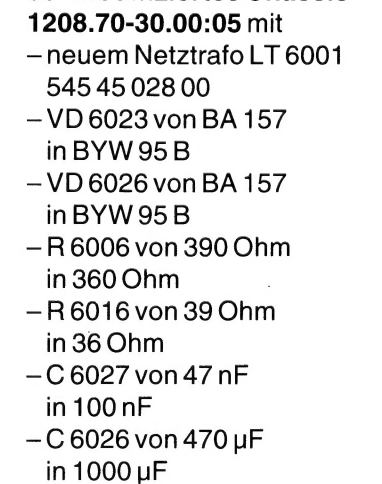 1208.70-30.00:05 mit
– neuem Netztrafo LT 6001
545 45 028 00
– VD 6023 von BA 157
in BYW 95 B
– VD 6026 von BA 157
in BYW 95 B
– R 6006 von 390 Ohm
in 360 Ohm
– R 6016 von 39 Ohm
in 36 Ohm
– C 6027 von 47 nF
in 100 nF
– C 6026 von 470 µF
in 1000 µF